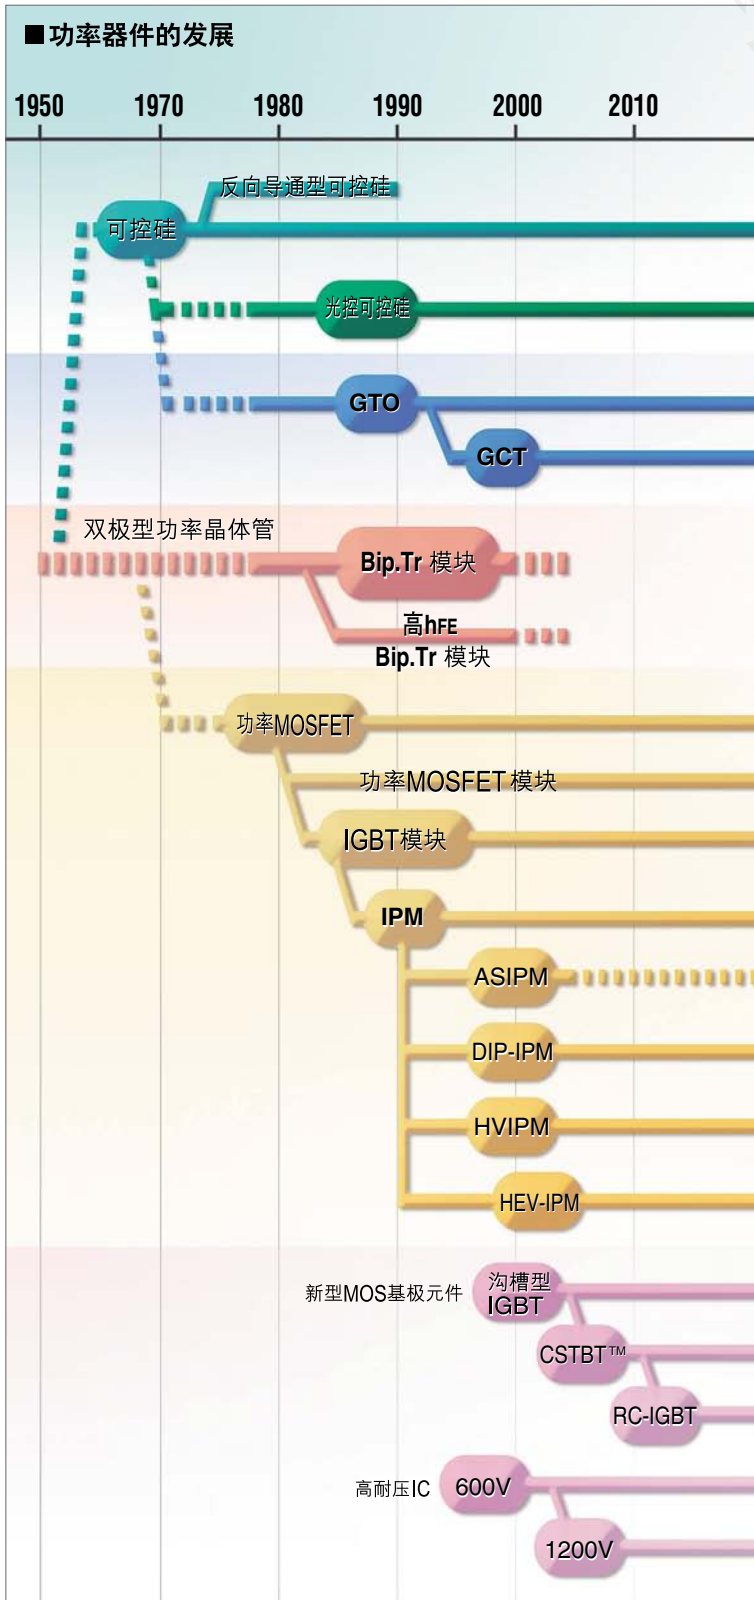 ■功率器件的发展
1950 1970 1980 1990 2000 2010
反向导通型可控硅
可控硅
光控可控硅
GTO
GCT
双极型功率晶体管
Bip.Tr 模块
高hFE
Bip.Tr 模块
功率MOSFET
功率MOSFET模块
IGBT模块
IPM
ASIPM
DIP-IPM
HVIPM
HEV-IPM
新型MOS基极元件
沟槽型
IGBT
CSTBT™
RC-IGBT
高耐压IC
600V
1200V